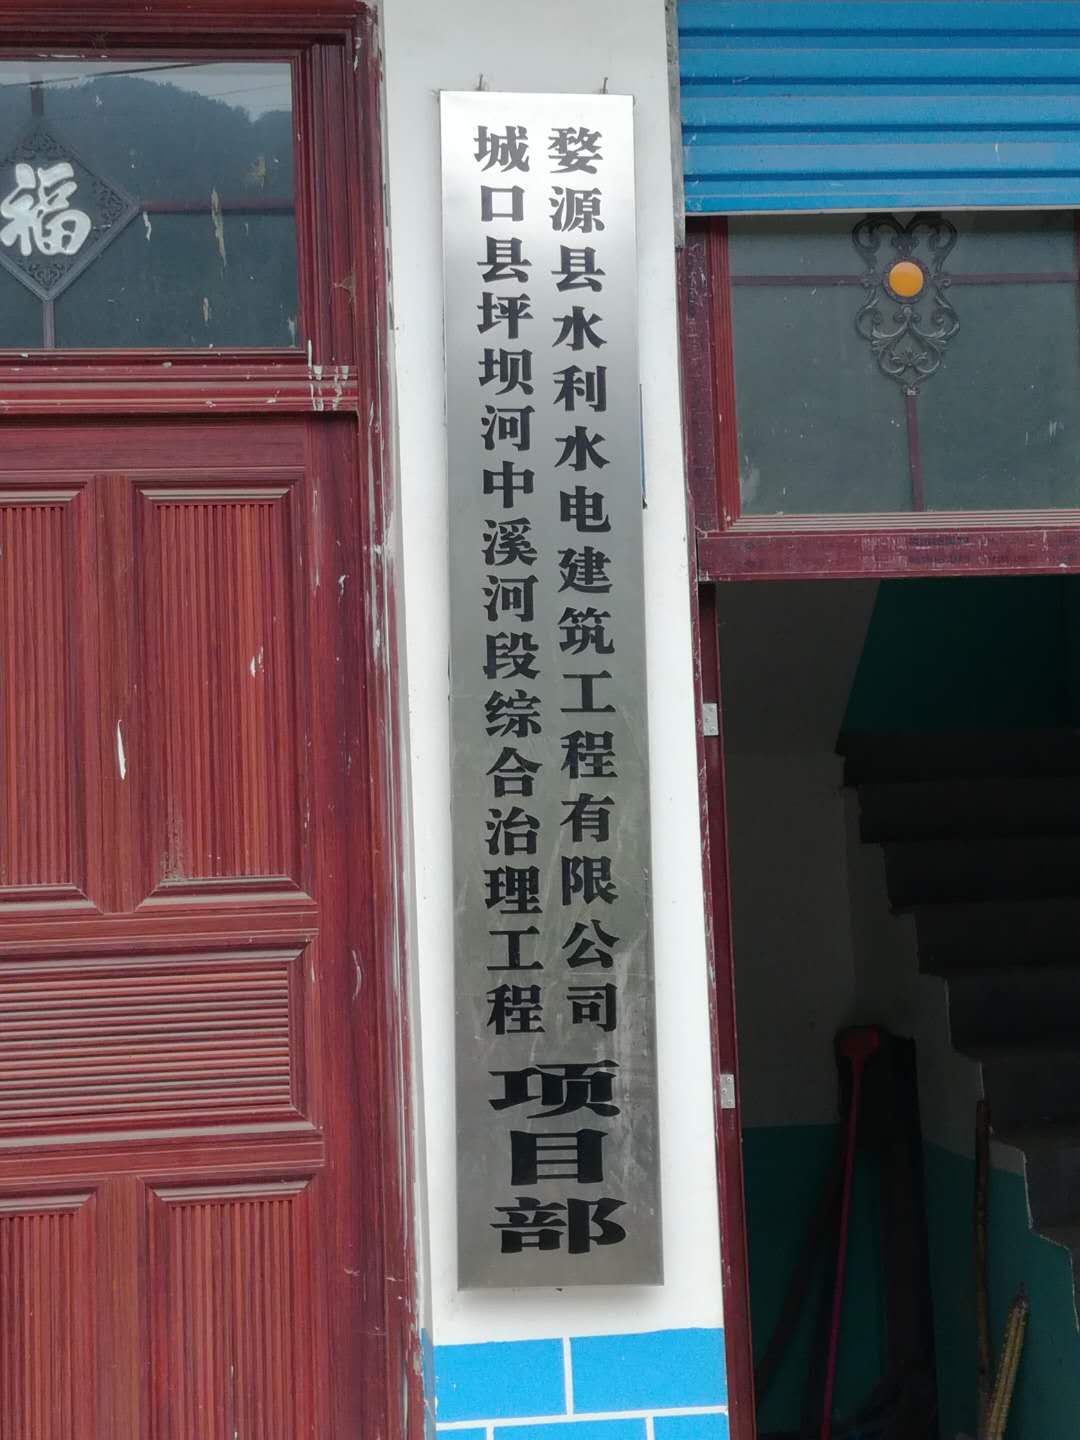 婺源县水利水电建筑工程有限公司
城口县坪坝河中溪河段综合治理工程
项目部
福